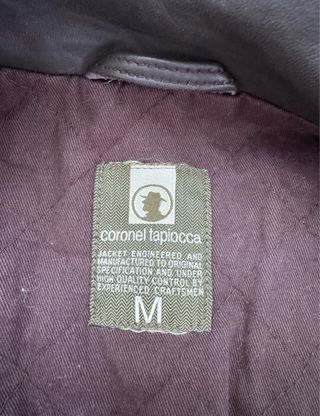 coronel tapiocca
JACKET ENGINEERED AND
MANUFACTURED TO ORIGINAL
SPECIFICATION AND UNDER
HIGH QUALITY CONTROL BY
EXPERIENCED CRAFTSMEN
M